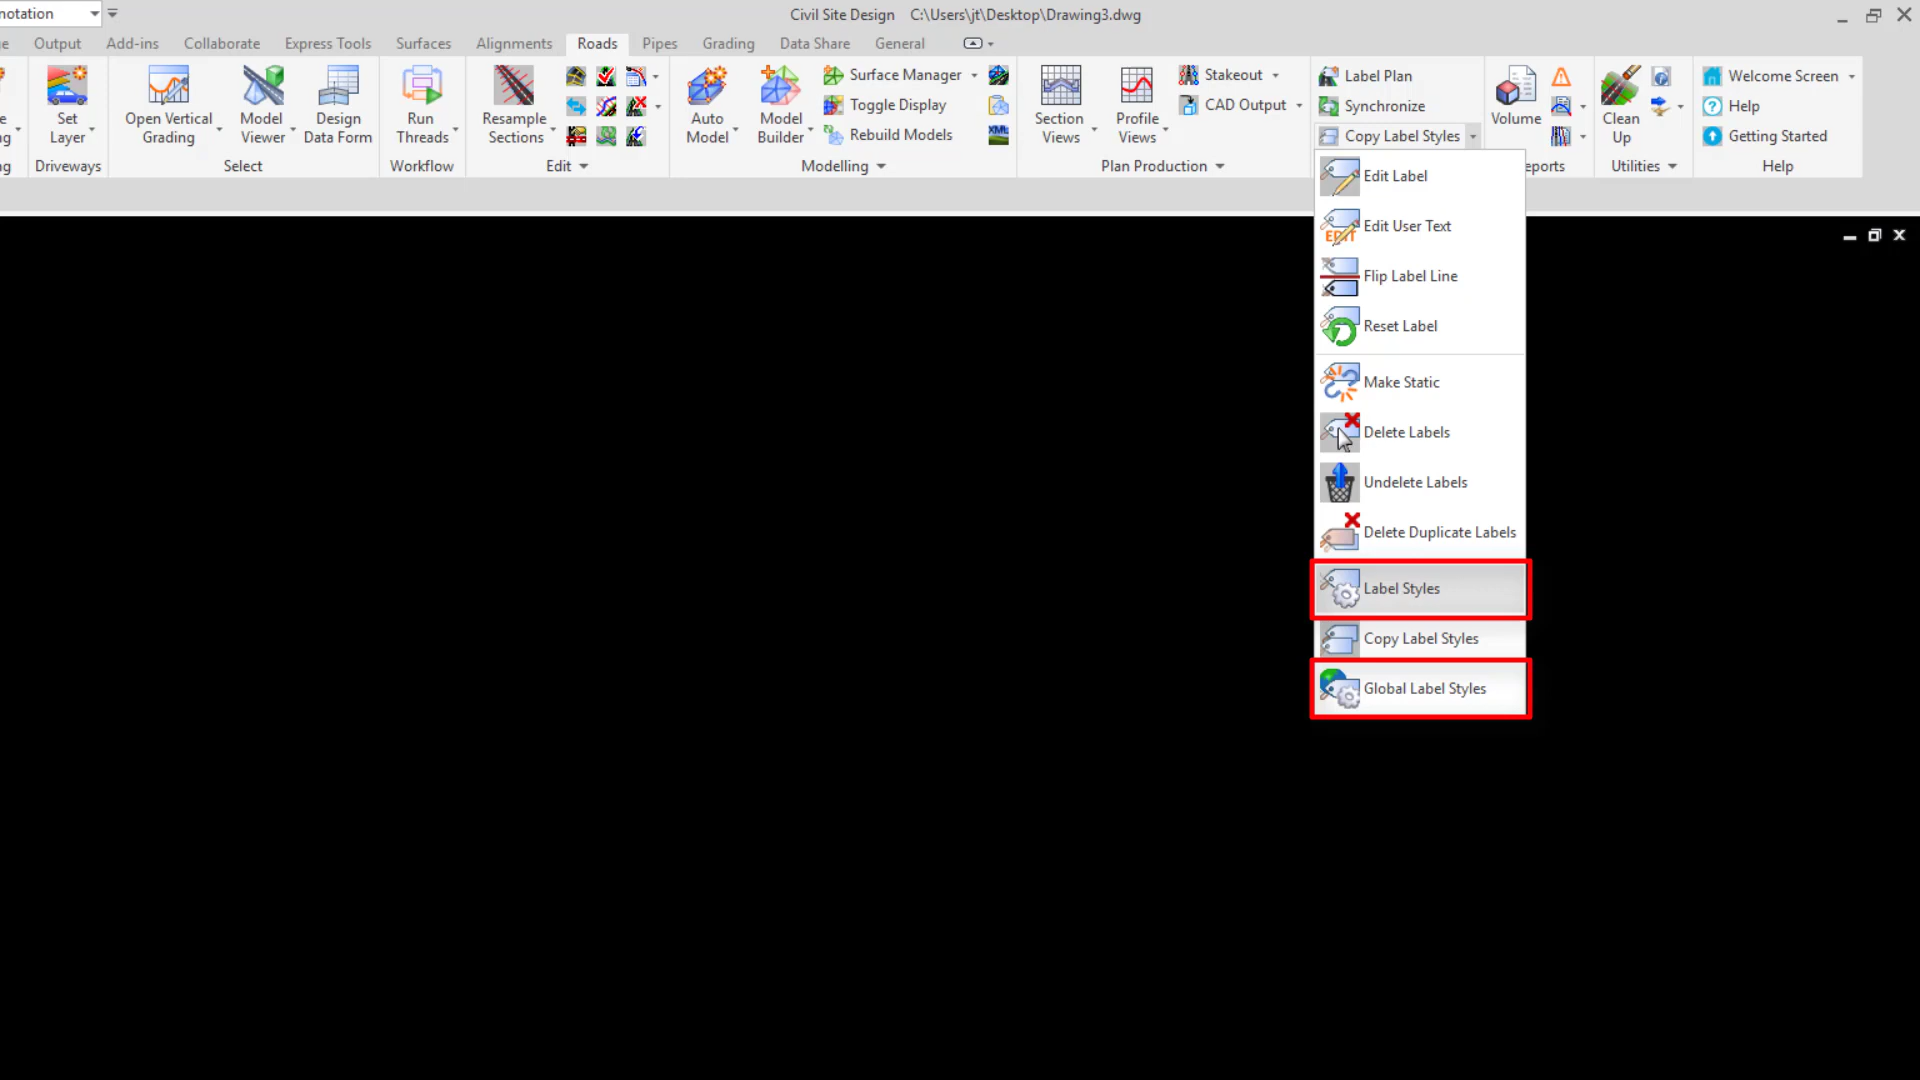 notation
Civil Site Design C:\Users\jt\Desktop\Drawing3.dwg
e Output Add-ins Collaborate Express Tools Surfaces Alignments Roads Pipes Grading Data Share General
Set Layer
Open Vertical Grading
Model Viewer
Design Data Form
Run Threads
Resample Sections
Auto Model
Model Builder
Surface Manager
Toggle Display
Rebuild Models
XML
Section Views
Profile Views
Stakeout
CAD Output
Label Plan
Synchronize
Copy Label Styles
Volume
Clean Up
Welcome Screen
Help
Getting Started
e
ng
ng Driveways Select Workflow Edit Modelling Plan Production eports Utilities Help
Edit Label
EDIT Edit User Text
Flip Label Line
Reset Label
Make Static
Delete Labels
Undelete Labels
Delete Duplicate Labels
Label Styles
Copy Label Styles
Global Label Styles